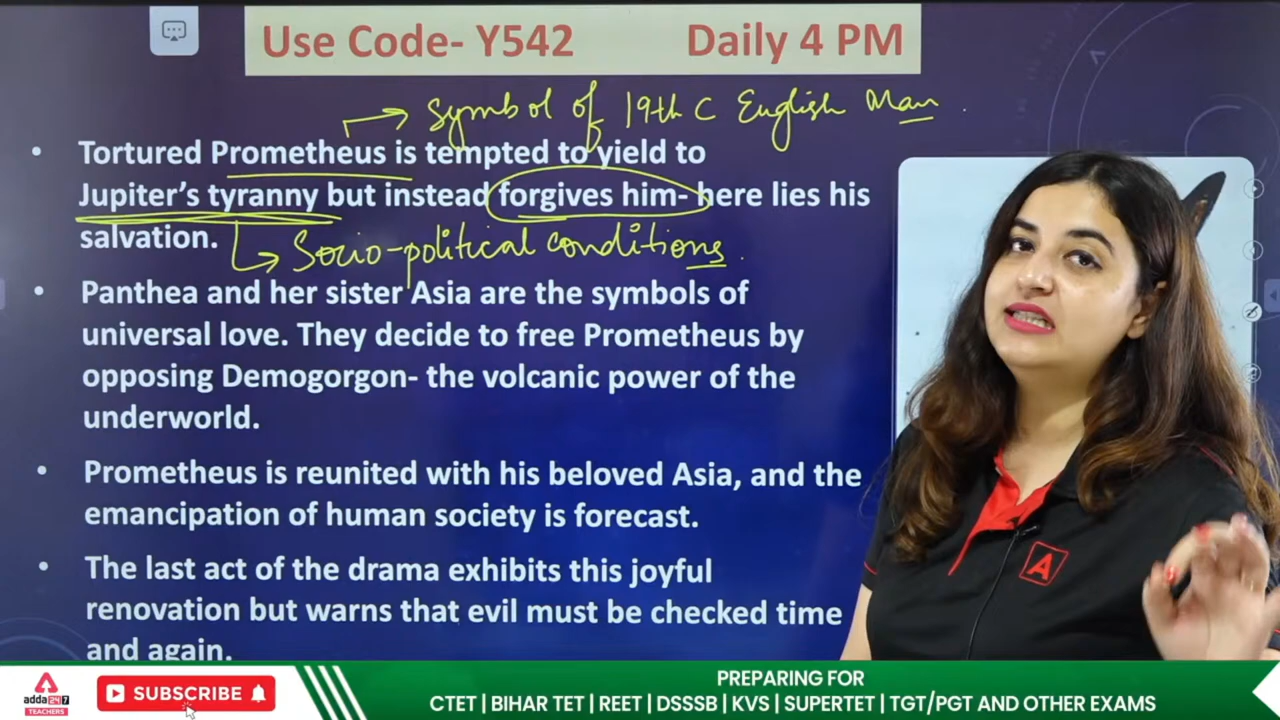 Use Code- Y542 Daily 4 PM
→ Symbol of 19th C English Man.
• Tortured Prometheus is tempted to yield to
Jupiter's tyranny but instead forgives him- here lies his
salvation.
→ Socio-political conditions.
• Panthea and her sister Asia are the symbols of
universal love. They decide to free Prometheus by
opposing Demogorgon- the volcanic power of the
underworld.
• Prometheus is reunited with his beloved Asia, and the
emancipation of human society is forecast.
• The last act of the drama exhibits this joyful
renovation but warns that evil must be checked time
and again.
A
adda247
TEACHERS
SUBSCRIBE
PREPARING FOR
CTET | BIHAR TET | REET | DSSSB | KVS | SUPERTET | TGT/PGT AND OTHER EXAMS